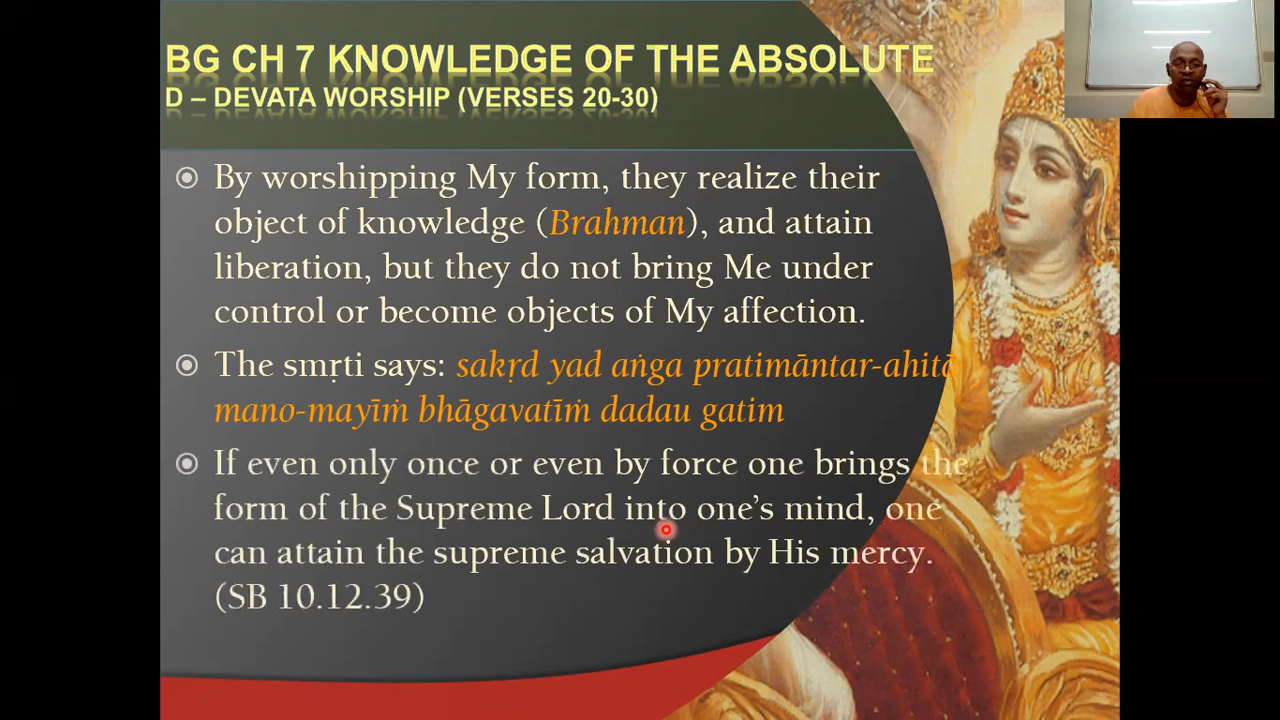 BG CH 7 KNOWLEDGE OF THE ABSOLUTE
D – DEVATA WORSHIP (VERSES 20-30)
By worshipping My form, they realize their
object of knowledge (Brahman), and attain
liberation, but they do not bring Me under
control or become objects of My affection.
The smṛti says: sakṛd yad aṅga pratimāntar-ahitā
mano-mayīṁ bhāgavatīṁ dadau gatim
If even only once or even by force one brings the
form of the Supreme Lord into one's mind, one
can attain the supreme salvation by His mercy.
(SB 10.12.39)